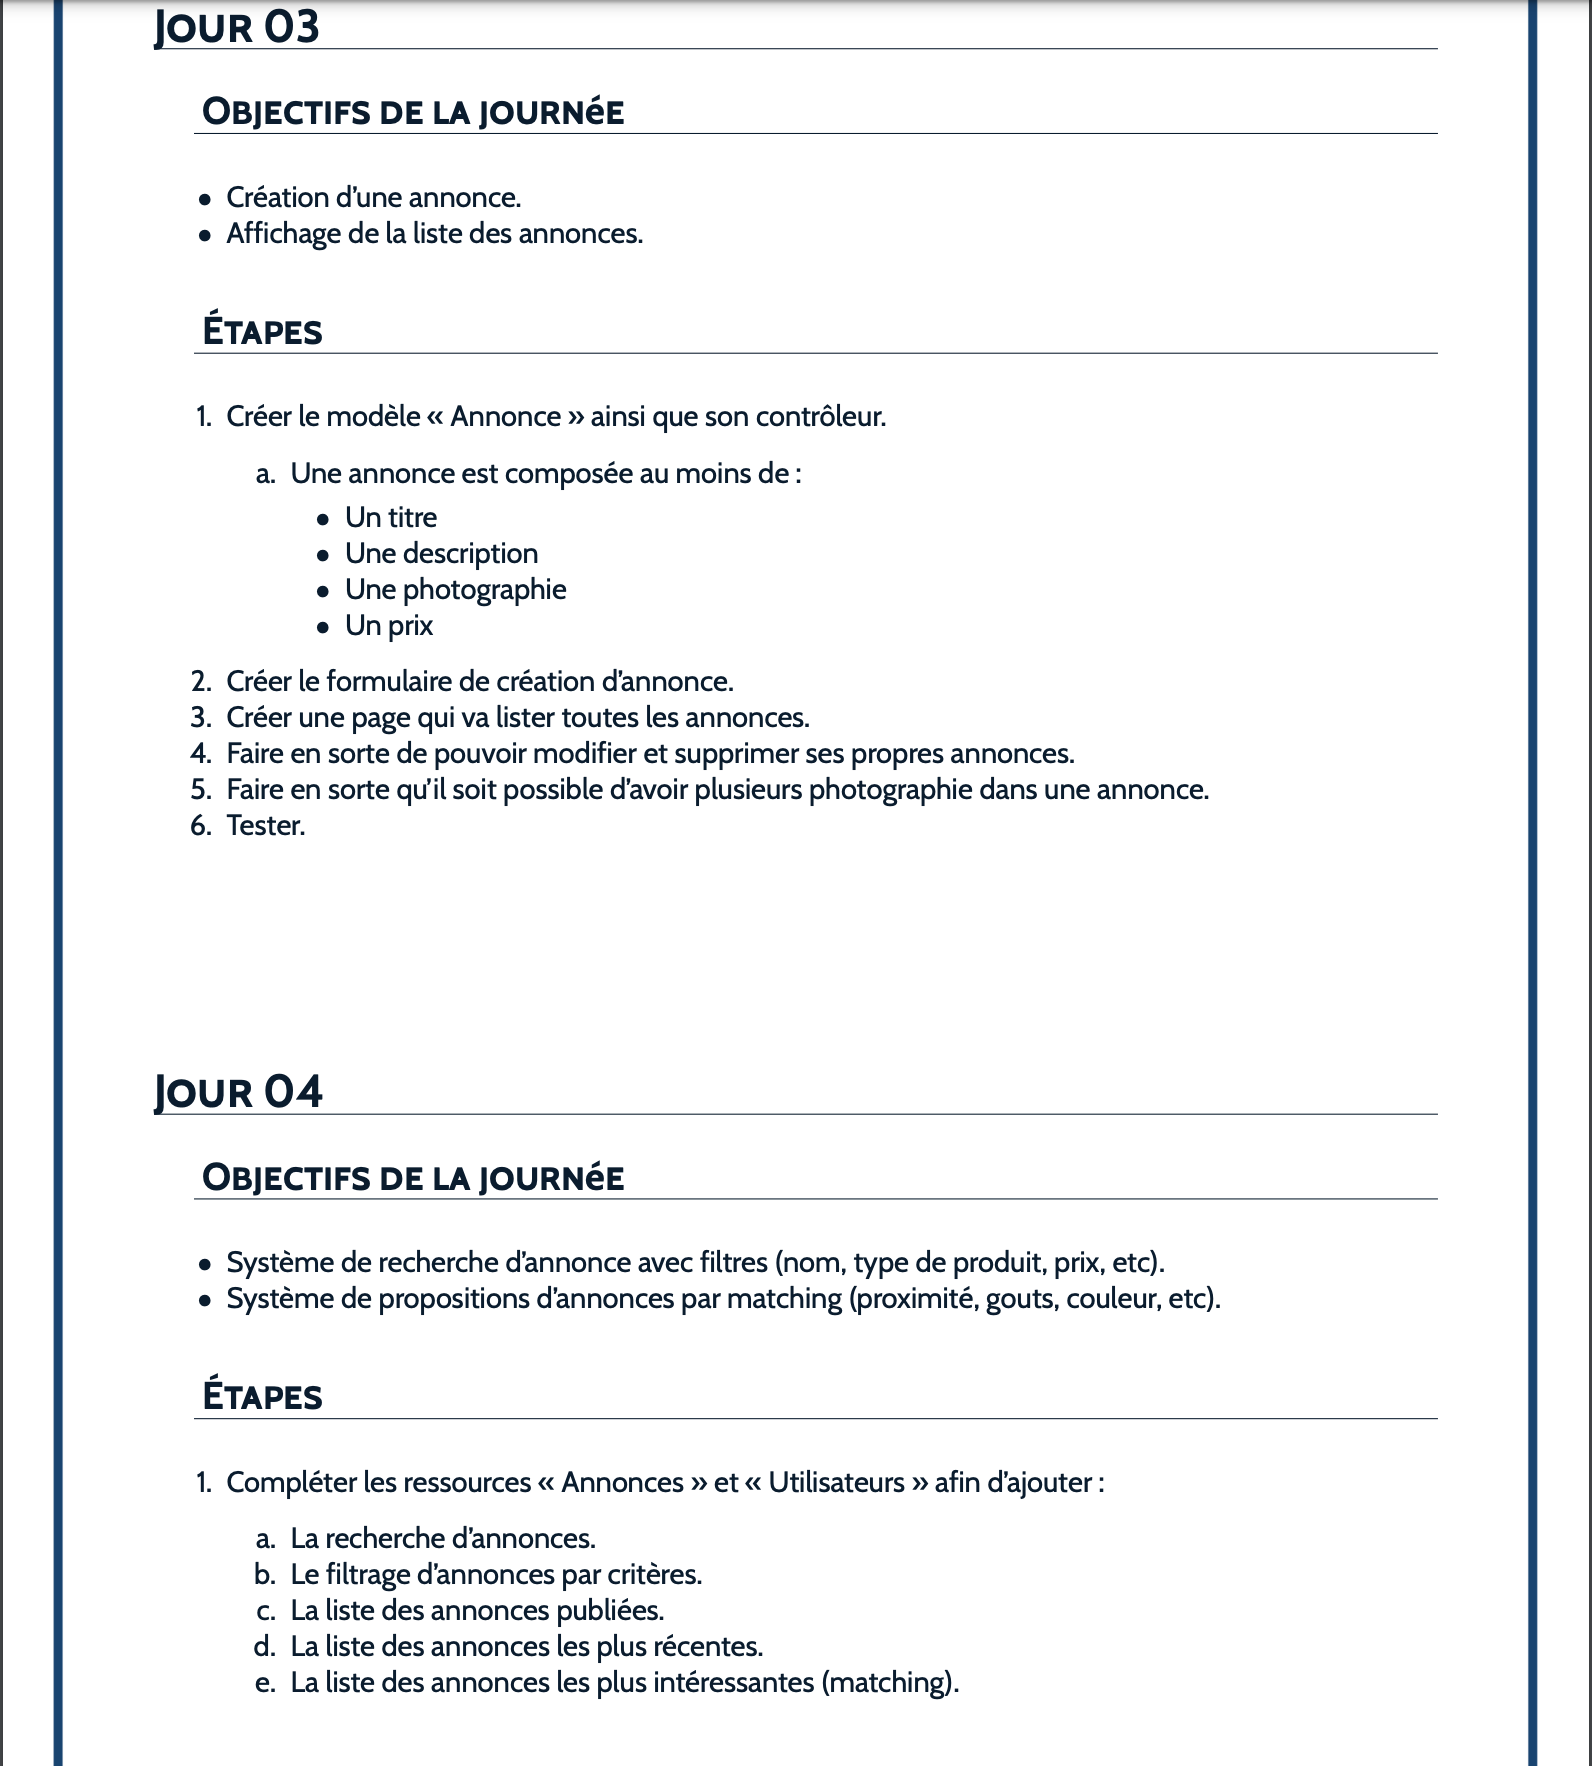 Jour 03
Objectifs de la journée
● Création d’une annonce.
● Affichage de la liste des annonces.
Étapes
1. Créer le modèle « Annonce » ainsi que son contrôleur.
a. Une annonce est composée au moins de :
● Un titre
● Une description
● Une photographie
● Un prix
2. Créer le formulaire de création d’annonce.
3. Créer une page qui va lister toutes les annonces.
4. Faire en sorte de pouvoir modifier et supprimer ses propres annonces.
5. Faire en sorte qu’il soit possible d’avoir plusieurs photographie dans une annonce.
6. Tester.
Jour 04
Objectifs de la journée
● Système de recherche d’annonce avec filtres (nom, type de produit, prix, etc).
● Système de propositions d’annonces par matching (proximité, gouts, couleur, etc).
Étapes
1. Compléter les ressources « Annonces » et « Utilisateurs » afin d’ajouter :
a. La recherche d’annonces.
b. Le filtrage d’annonces par critères.
c. La liste des annonces publiées.
d. La liste des annonces les plus récentes.
e. La liste des annonces les plus intéressantes (matching).